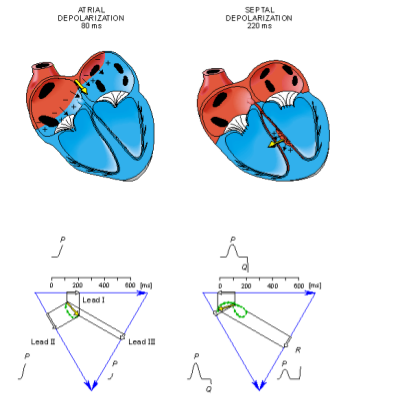 ATRIAL
DEPOLARIZATION
80 ms
SEPTAL
DEPOLARIZATION
220 ms
P
P
Q
0 200 400 600 [ms]
0 200 400 600 [ms]
Lead I
Lead II
Lead III
R
P
P
P
Q
P